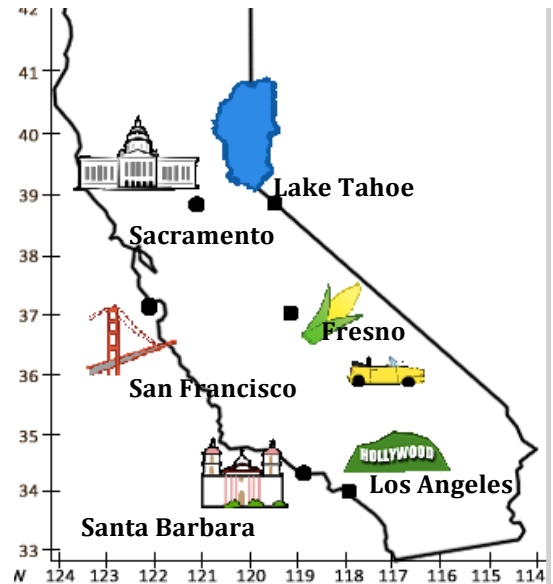 42
41
40
39
Lake Tahoe
Sacramento
38
37
Fresno
36
San Francisco
35
HOLLYWOOD
34
Los Angeles
Santa Barbara
33
N 124 123 122 121 120 119 118 117 116 115 114